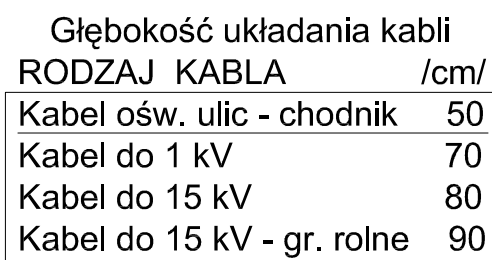 Głębokość układania kabli
RODZAJ KABLA /cm/
Kabel ośw. ulic - chodnik 50
Kabel do 1 kV 70
Kabel do 15 kV 80
Kabel do 15 kV - gr. rolne 90